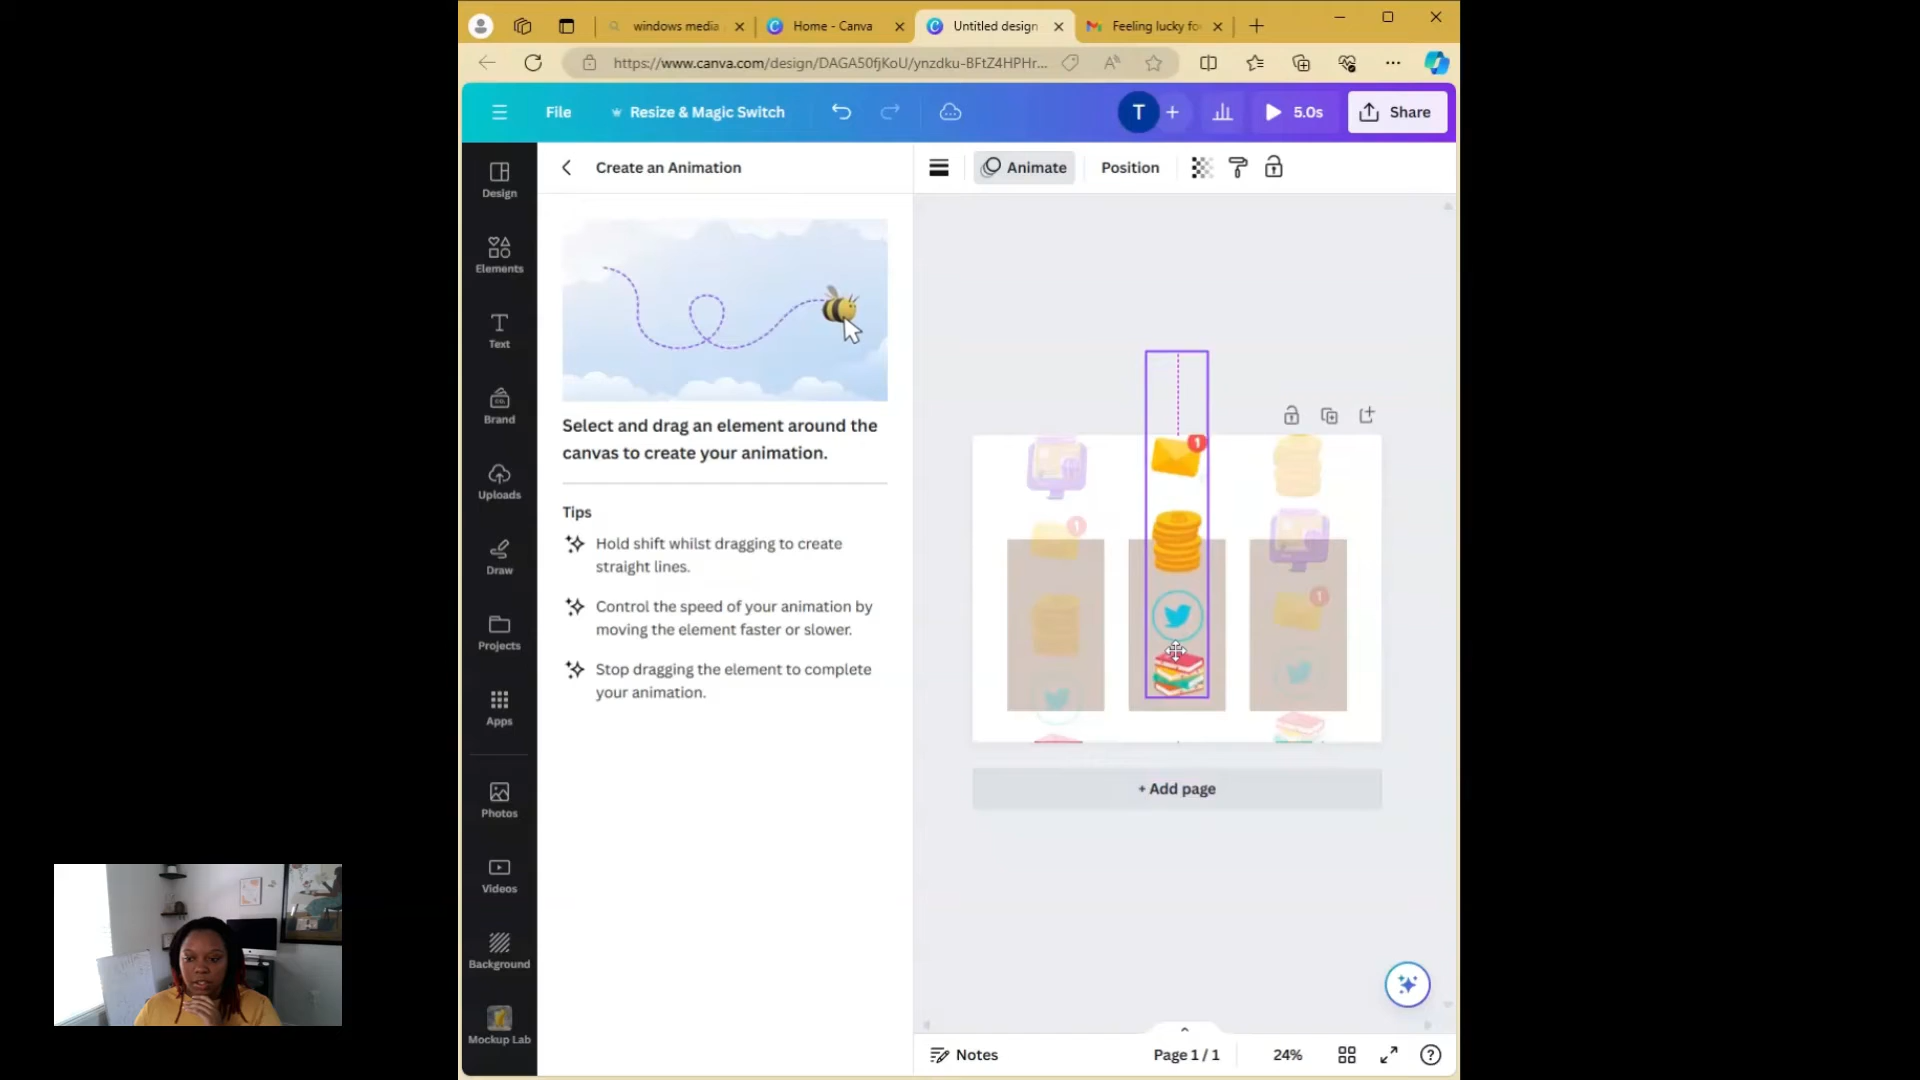 windows media
Home - Canva
Untitled design
Feeling lucky fo
https://www.canva.com/design/DAGA50fjKoU/ynzdku-BFtZ4HPHr...
File
Resize & Magic Switch
T
5.0s
Share
Create an Animation
Animate
Position
Design
Elements
Text
Brand
Uploads
Draw
Projects
Apps
Photos
Videos
Background
Mockup Lab
Select and drag an element around the
canvas to create your animation.
Tips
Hold shift whilst dragging to create
straight lines.
Control the speed of your animation by
moving the element faster or slower.
Stop dragging the element to complete
your animation.
1
1
1
+ Add page
Notes
Page 1 / 1
24%